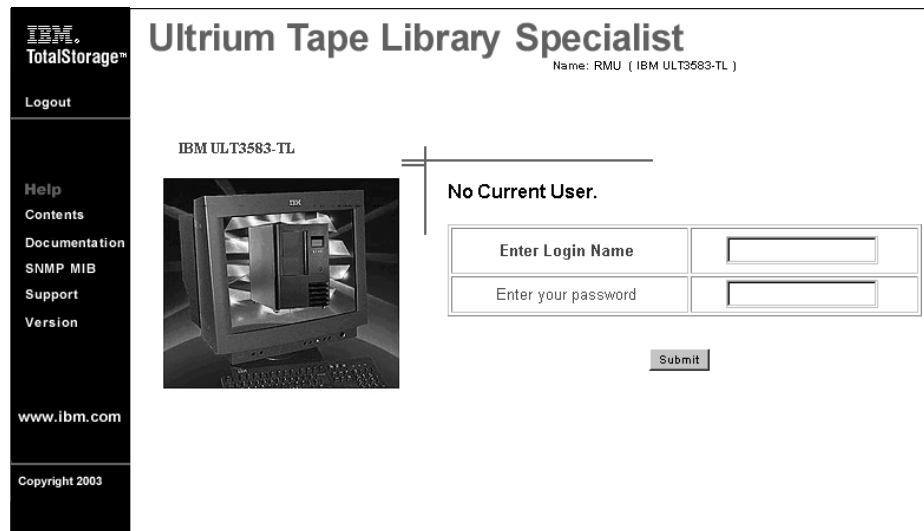 IBM.
TotalStorage™
Logout
Help
Contents
Documentation
SNMP MIB
Support
Version
www.ibm.com
Copyright 2003
Ultrium Tape Library Specialist
Name: RMU ( IBM ULT3583-TL )
IBM ULT3583-TL
IBM
No Current User.
Enter Login Name
Enter your password
Submit